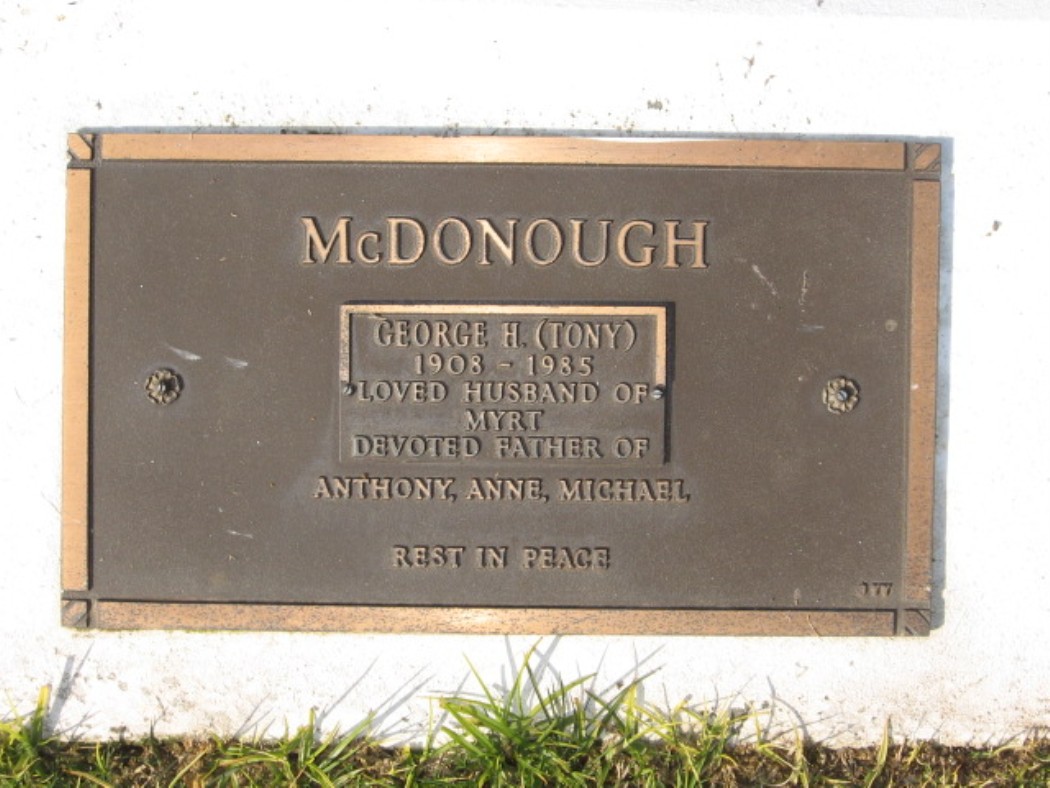 McDONOUGH
GEORGE H. (TONY)
1908 - 1985
LOVED HUSBAND OF
MYRT
DEVOTED FATHER OF
ANTHONY, ANNE, MICHAEL
REST IN PEACE
177